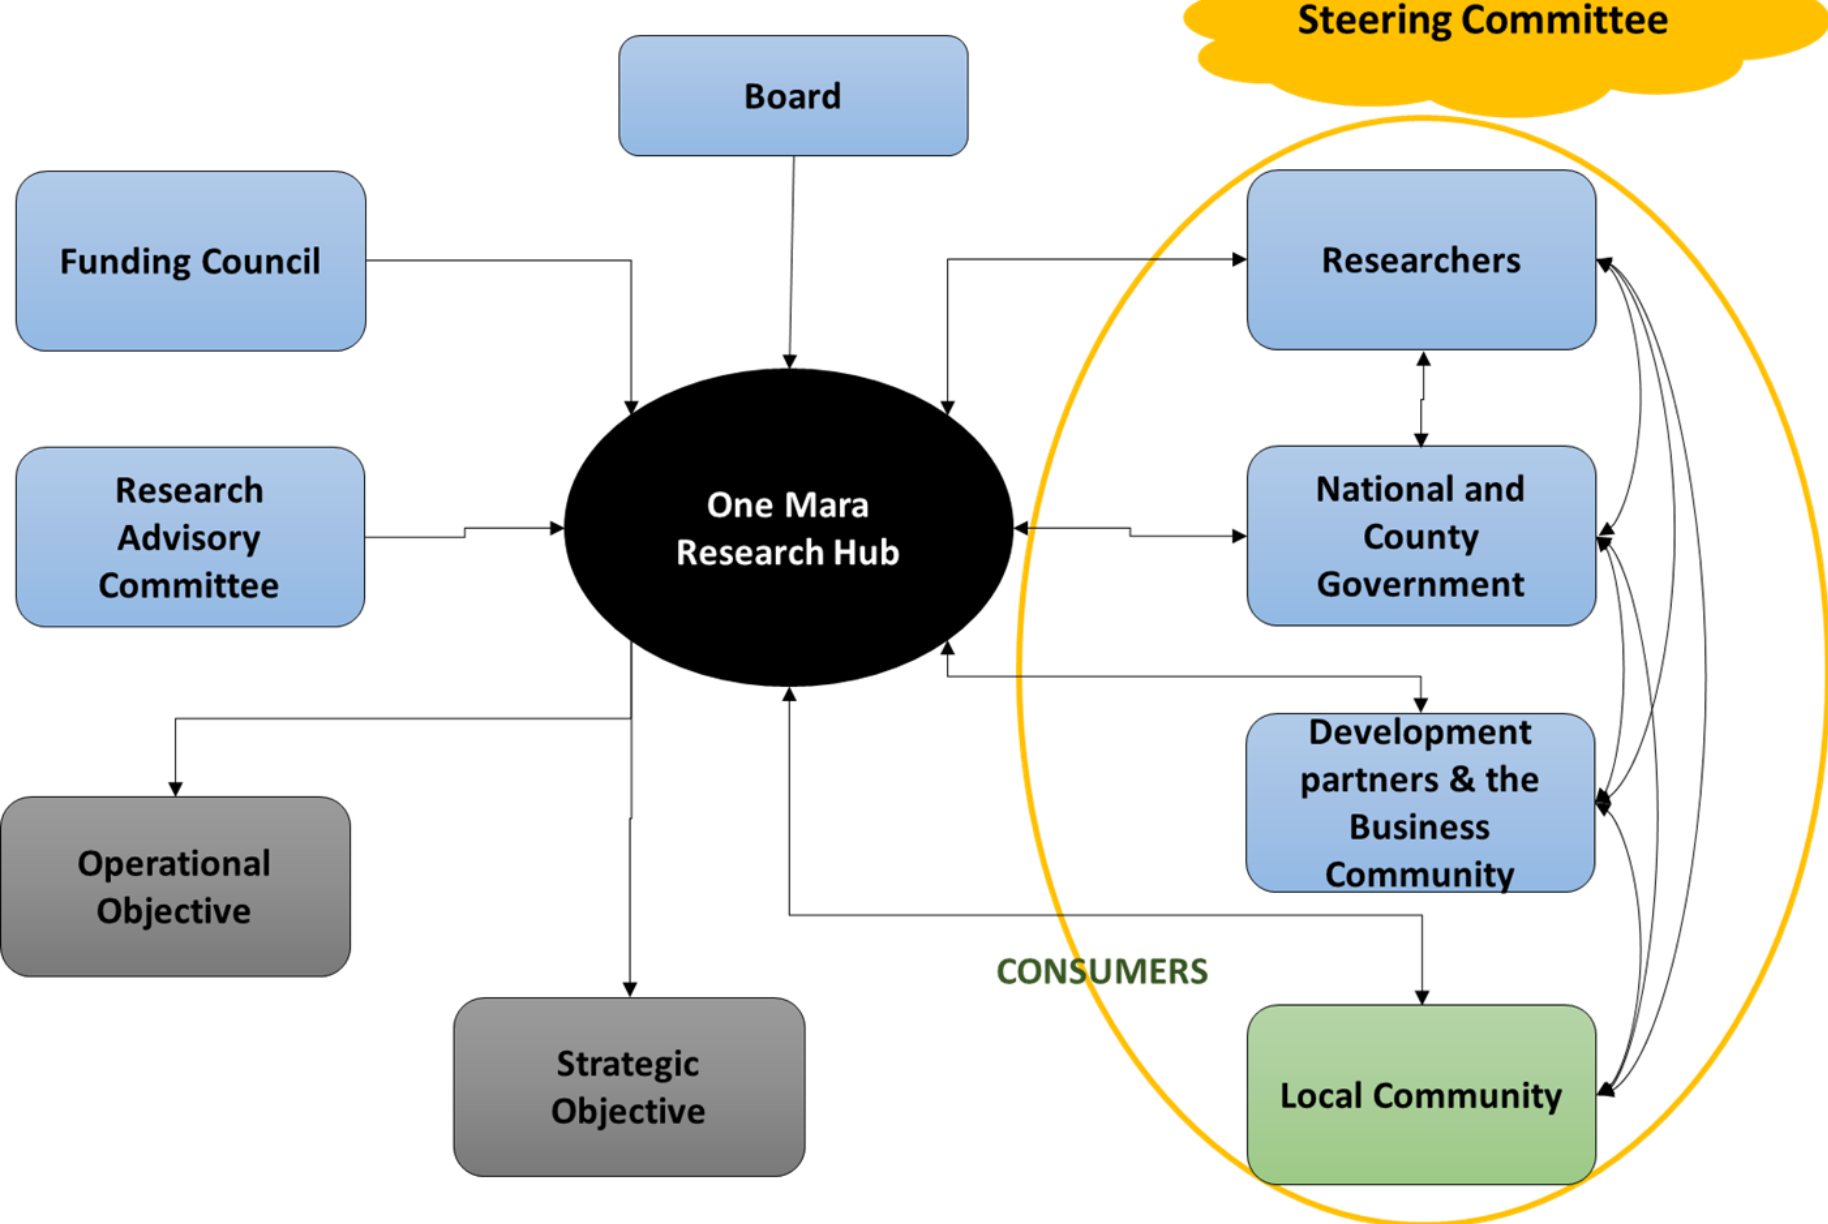 Steering Committee
Board
Funding Council
Researchers
Research
Advisory
Committee
One Mara
Research Hub
National and
County
Government
Development
partners & the
Business
Community
Operational
Objective
CONSUMERS
Strategic
Objective
Local Community